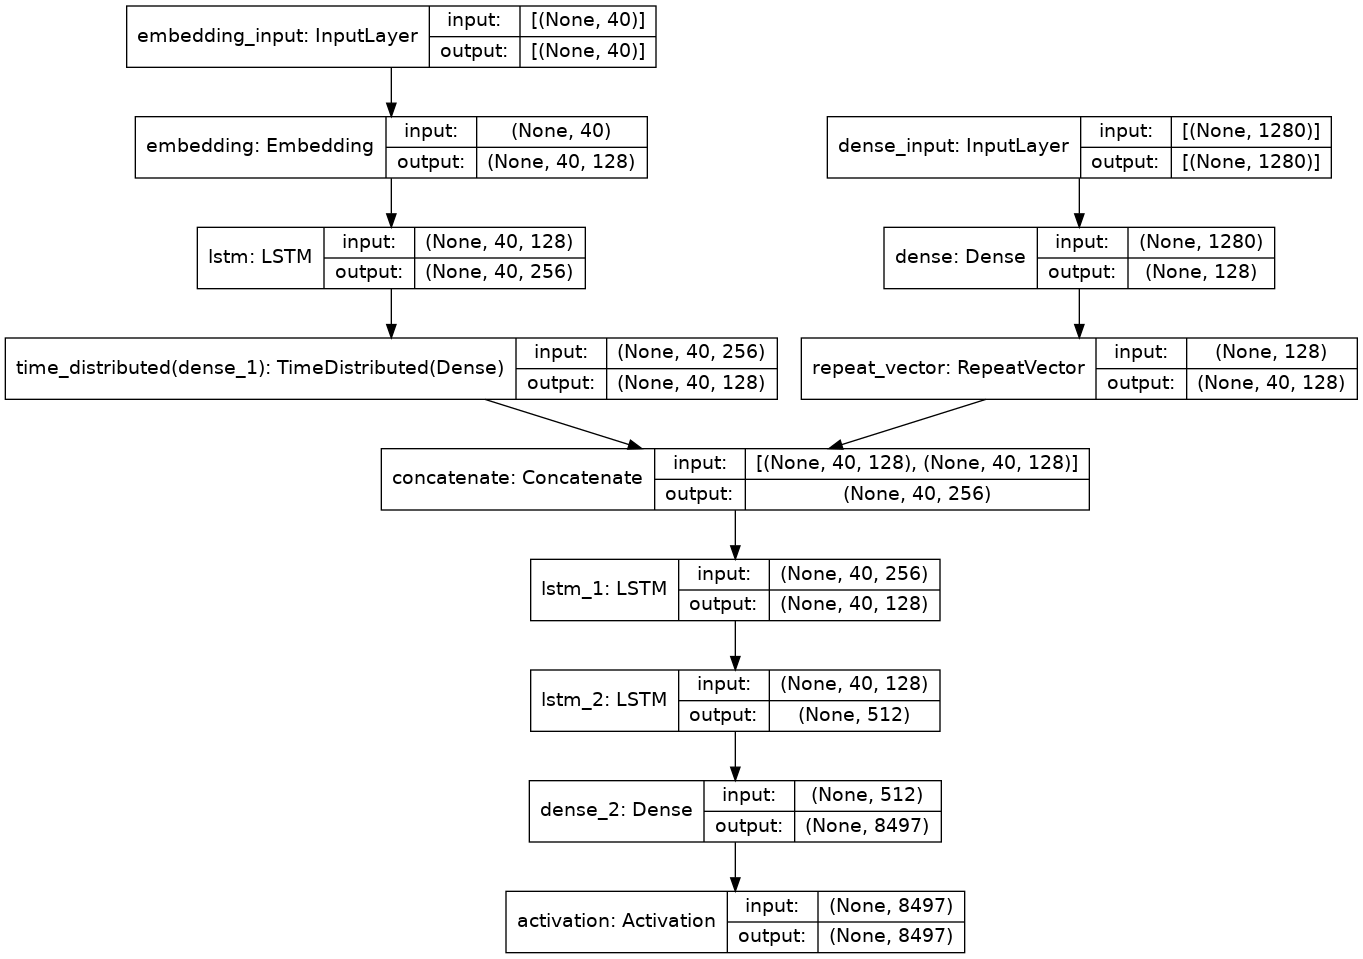 embedding_input: InputLayer
input: [(None, 40)]
output: [(None, 40)]
embedding: Embedding
input: (None, 40)
output: (None, 40, 128)
dense_input: InputLayer
input: [(None, 1280)]
output: [(None, 1280)]
lstm: LSTM
input: (None, 40, 128)
output: (None, 40, 256)
dense: Dense
input: (None, 1280)
output: (None, 128)
time_distributed(dense_1): TimeDistributed(Dense)
input: (None, 40, 256)
output: (None, 40, 128)
repeat_vector: RepeatVector
input: (None, 128)
output: (None, 40, 128)
concatenate: Concatenate
input: [(None, 40, 128), (None, 40, 128)]
output: (None, 40, 256)
lstm_1: LSTM
input: (None, 40, 256)
output: (None, 40, 128)
lstm_2: LSTM
input: (None, 40, 128)
output: (None, 512)
dense_2: Dense
input: (None, 512)
output: (None, 8497)
activation: Activation
input: (None, 8497)
output: (None, 8497)